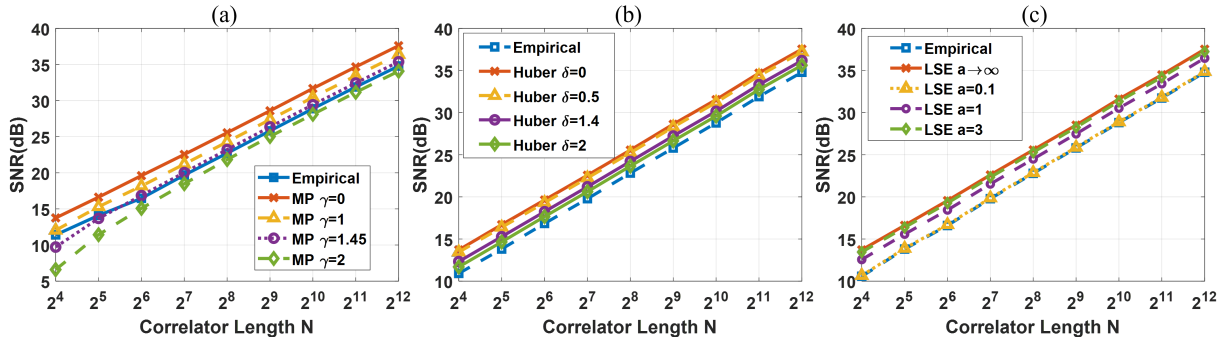 (a)
40
35
30
25
20
15
10
5
SNR(dB)
Empirical
MP γ=0
MP γ=1
MP γ=1.45
MP γ=2
2^4 2^5 2^6 2^7 2^8 2^9 2^10 2^11 2^12
Correlator Length N
(b)
40
35
30
25
20
15
10
SNR(dB)
Empirical
Huber δ=0
Huber δ=0.5
Huber δ=1.4
Huber δ=2
2^4 2^5 2^6 2^7 2^8 2^9 2^10 2^11 2^12
Correlator Length N
(c)
40
35
30
25
20
15
10
SNR(dB)
Empirical
LSE a→∞
LSE a=0.1
LSE a=1
LSE a=3
2^4 2^5 2^6 2^7 2^8 2^9 2^10 2^11 2^12
Correlator Length N